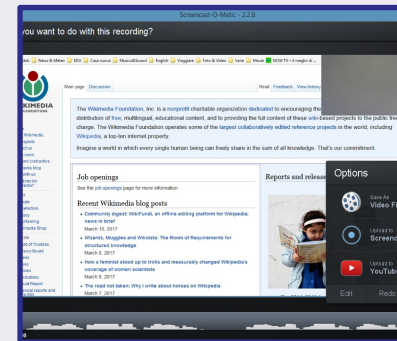 Screencast-O-Matic - 2.2.8
you want to do with this recording?
EDU Casa nuova Musica&Sound English Viaggiare Foto & Video Varie Movie NOW TV – il meglio di ...
WIKIMEDIA
Main page Discussion
Read Feedback View history
The Wikimedia Foundation, Inc. is a nonprofit charitable organization dedicated to encouraging the
distribution of free, multilingual, educational content, and to providing the full content of these wiki-based projects to the public free
charge. The Wikimedia Foundation operates some of the largest collaboratively edited reference projects in the world, including
Wikipedia, a top-ten internet property.
Imagine a world in which every single human being can freely share in the sum of all knowledge. That's our commitment.
Job openings
See the job openings page for more information.
Recent Wikimedia blog posts
Community digest: WikiFundi, an offline editing platform for Wikipedia;
news in brief
March 10, 2017
Wizards, Muggles and Wikidata: The Room of Requirements for
structured knowledge
March 9, 2017
How a feminist stood up to trolls and measurably changed Wikipedia's
coverage of women scientists
March 8, 2017
The road not taken: Why I write about horses on Wikipedia
March 7, 2017
Reports and release
Options
Save As
Video Fi
Upload to
Screenc
Upload to
YouTube
Edit Redo